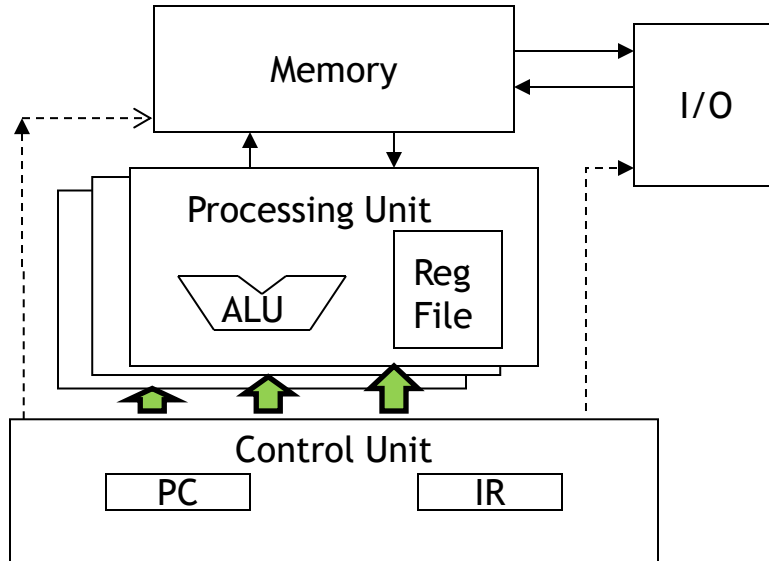 Memory
I/O
Processing Unit
ALU
Reg
File
Control Unit
PC
IR